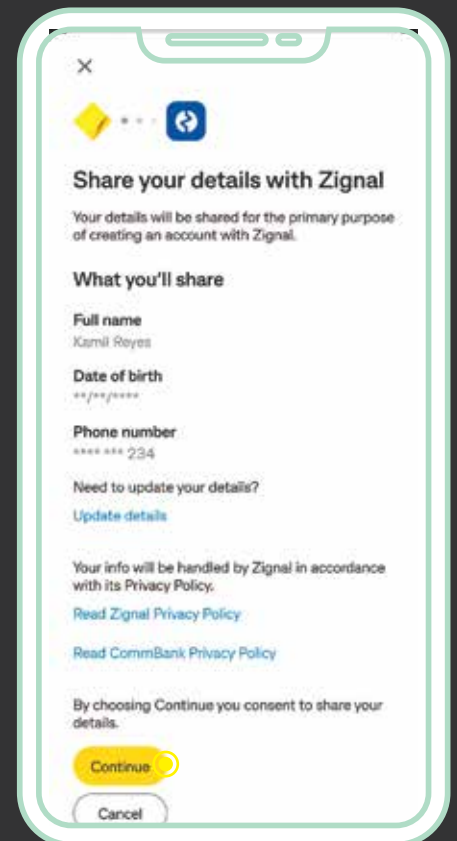 Share your details with Zignal
Your details will be shared for the primary purpose
of creating an account with Zignal.
What you'll share
Full name
Kamil Reyes
Date of birth
**/**/****
Phone number
**** *** 234
Need to update your details?
Update details
Your info will be handled by Zignal in accordance
with its Privacy Policy.
Read Zignal Privacy Policy
Read CommBank Privacy Policy
By choosing Continue you consent to share your
details.
Continue
Cancel